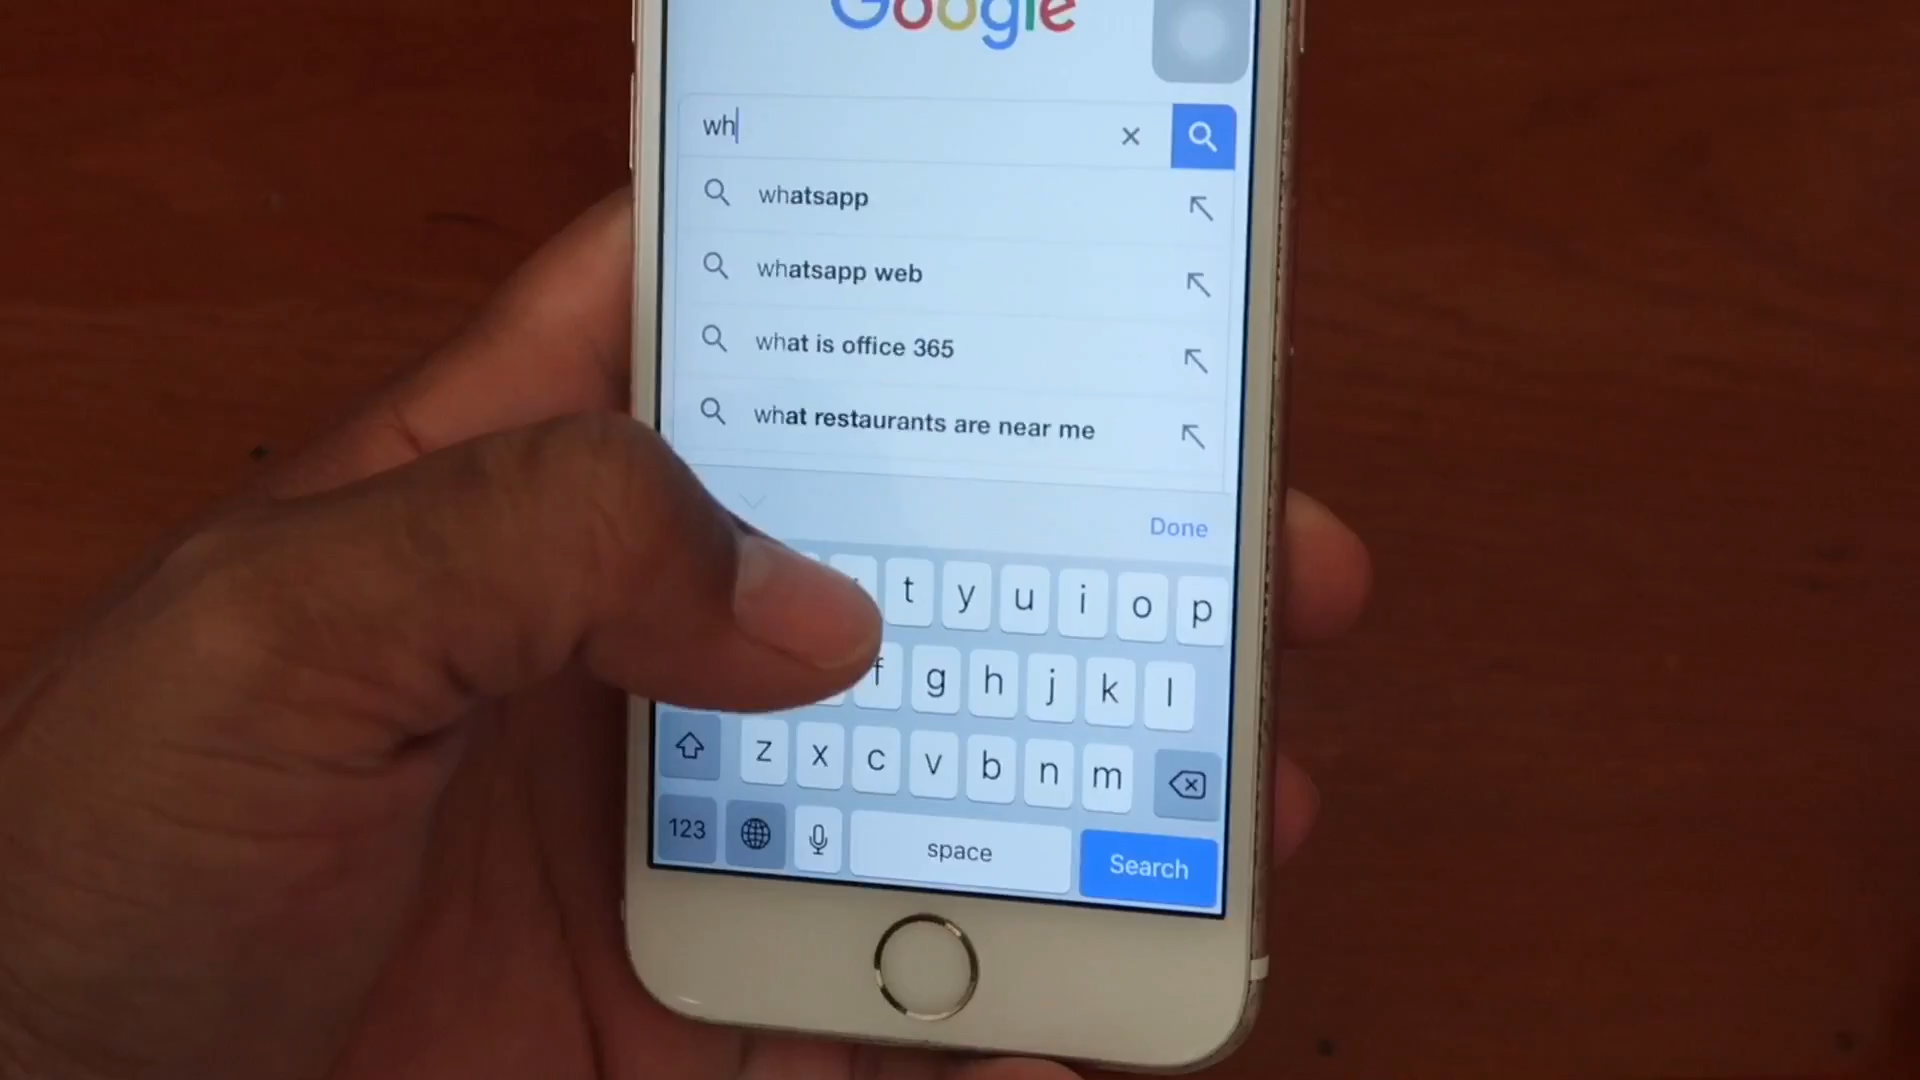 Google
wh
whatsapp
whatsapp web
what is office 365
what restaurants are near me
Done
t y u i o p
f g h j k l
z x c v b n m
123 space Search